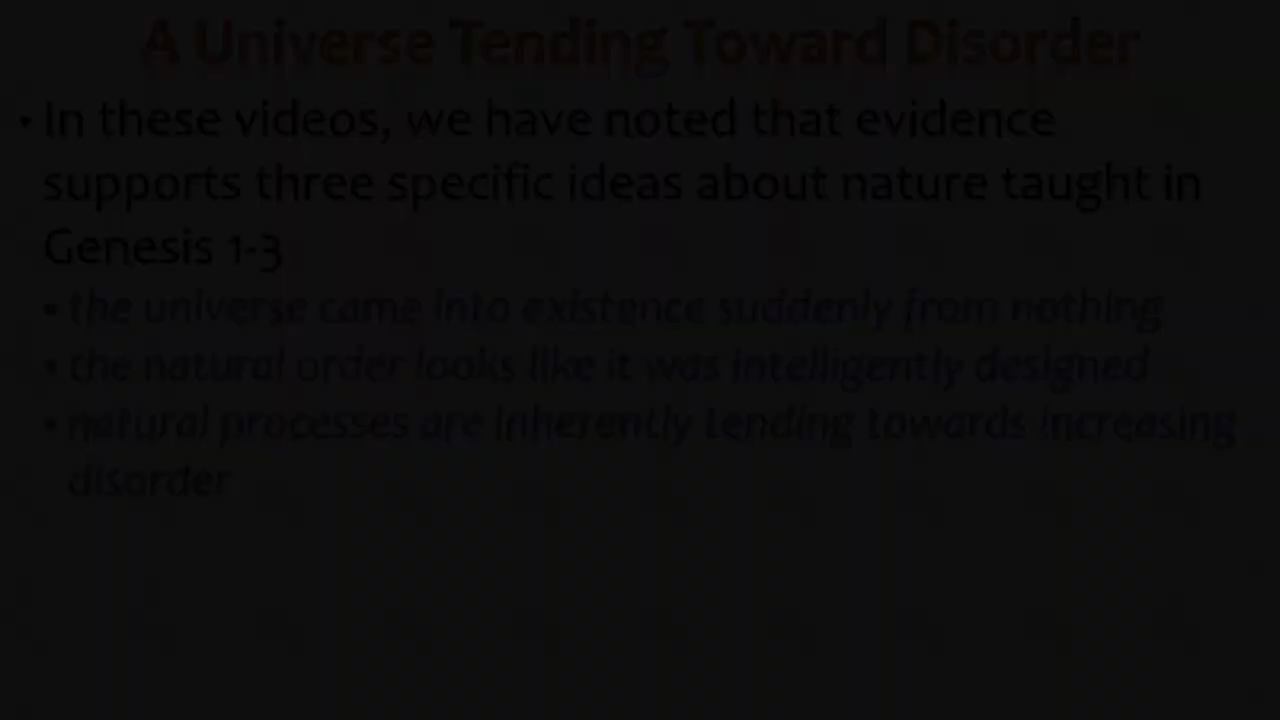 A Universe Tending Toward Disorder
• In these videos, we have noted that evidence
supports three specific ideas about nature taught in
Genesis 1-3
▪ the universe came into existence suddenly from nothing
▪ the natural order looks like it was intelligently designed
▪ natural processes are inherently tending towards increasing
disorder